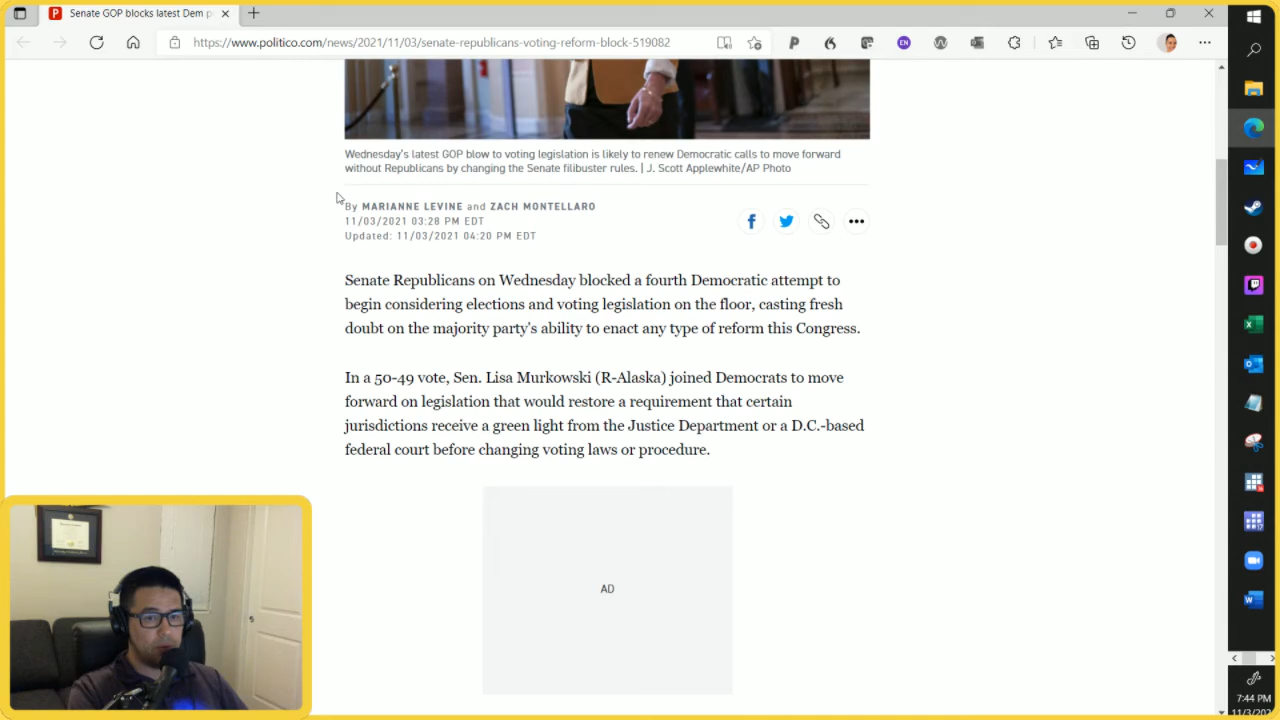 Senate GOP blocks latest Dem p
https://www.politico.com/news/2021/11/03/senate-republicans-voting-reform-block-519082
EN
Wednesday's latest GOP blow to voting legislation is likely to renew Democratic calls to move forward
without Republicans by changing the Senate filibuster rules. | J. Scott Applewhite/AP Photo
By MARIANNE LEVINE and ZACH MONTELLARO
11/03/2021 03:28 PM EDT
Updated: 11/03/2021 04:20 PM EDT
Senate Republicans on Wednesday blocked a fourth Democratic attempt to
begin considering elections and voting legislation on the floor, casting fresh
doubt on the majority party's ability to enact any type of reform this Congress.
In a 50-49 vote, Sen. Lisa Murkowski (R-Alaska) joined Democrats to move
forward on legislation that would restore a requirement that certain
jurisdictions receive a green light from the Justice Department or a D.C.-based
federal court before changing voting laws or procedure.
AD
7:44 PM